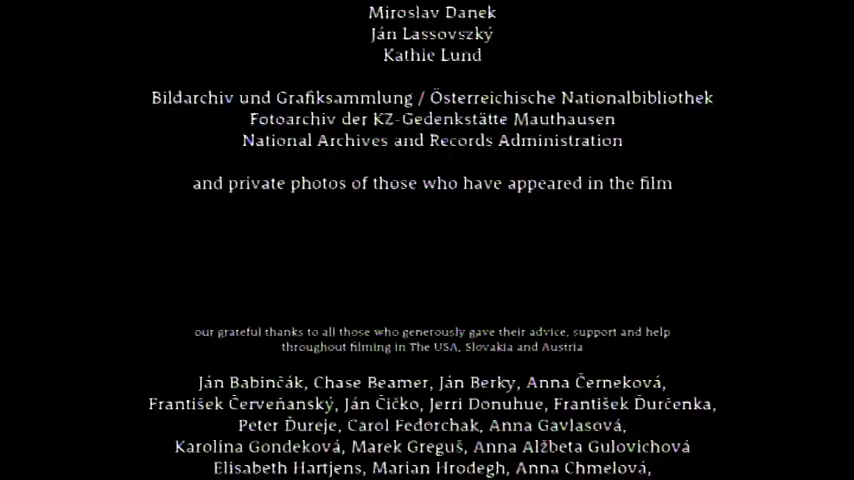 Miroslav Danek
Ján Lassovszký
Kathie Lund
Bildarchiv und Grafiksammlung / Österreichische Nationalbibliothek
Fotoarchiv der KZ-Gedenkstätte Mauthausen
National Archives and Records Administration
and private photos of those who have appeared in the film
our grateful thanks to all those who generously gave their advice, support and help
throughout filming in The USA, Slovakia and Austria
Ján Babinčák, Chase Beamer, Ján Berky, Anna Černeková,
František Červeňanský, Ján Čičko, Jerri Donuhue, František Ďurčenka,
Peter Ďureje, Carol Fedorchak, Anna Gavlasová,
Karolína Gondeková, Marek Greguš, Anna Alžbeta Gulovichová
Elisabeth Hartjens, Marian Hrodegh, Anna Chmelová,